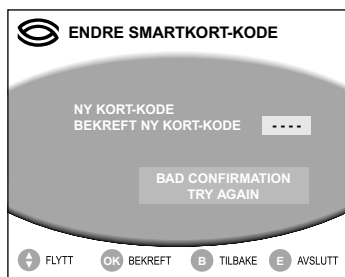 ENDRE SMARTKORT-KODE
NY KORT-KODE
BEKREFT NY KORT-KODE - - - -
BAD CONFIRMATION
TRY AGAIN
FLYTT OK BEKREFT B TILBAKE E AVSLUTT